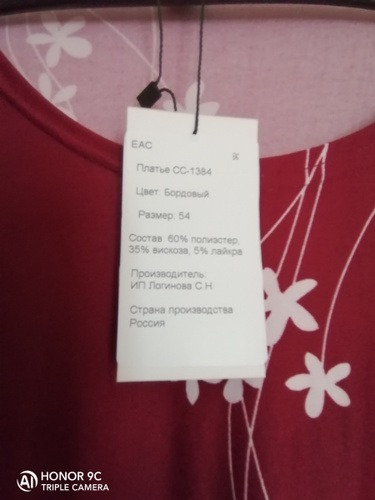 EAC
Платье СС-1384
Цвет: Бордовый
Размер: 54
Состав: 60% полиэстер,
35% вискоза, 5% лайкра
Производитель:
ИП Логинова С.Н.
Страна производства
Россия
HONOR 9C
TRIPLE CAMERA